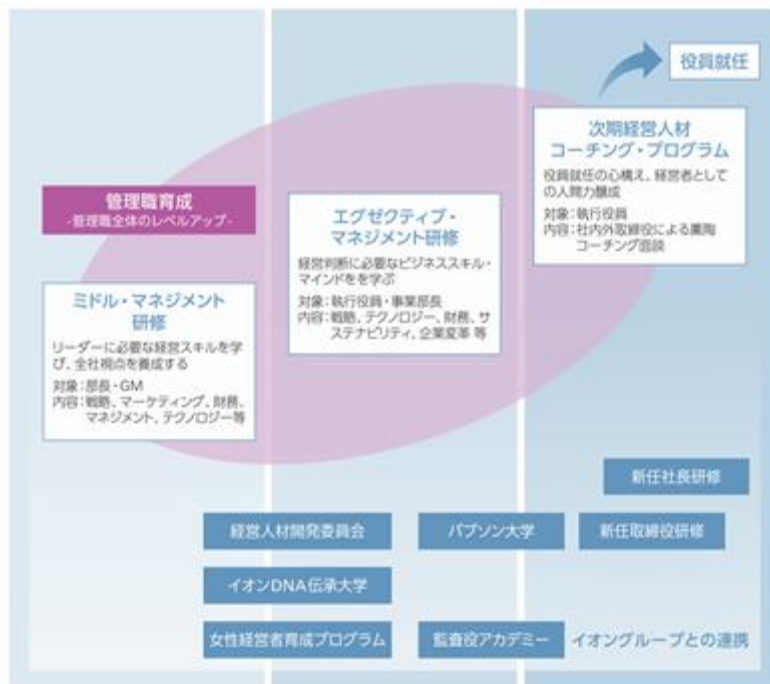 役員就任
次期経営人材
コーチング・プログラム
役員就任の心構え、経営者として
の人間力醸成
対象：執行役員
内容：社内外取締役による薫陶
コーチング面談
管理職育成
-管理職全体のレベルアップ-
エグゼクティブ・
マネジメント研修
経営判断に必要なビジネススキル・
マインドをを学ぶ
対象：執行役員・事業部長
内容：戦略、テクノロジー、財務、サ
ステナビリティ、企業変革 等
ミドル・マネジメント
研修
リーダーに必要な経営スキルを学
び、全社視点を養成する
対象：部長・GM
内容：戦略、マーケティング、財務、
マネジメント、テクノロジー等
新任社長研修
経営人材開発委員会
バブソン大学
新任取締役研修
イオンDNA伝承大学
女性経営者育成プログラム
監査役アカデミー
イオングループとの連携